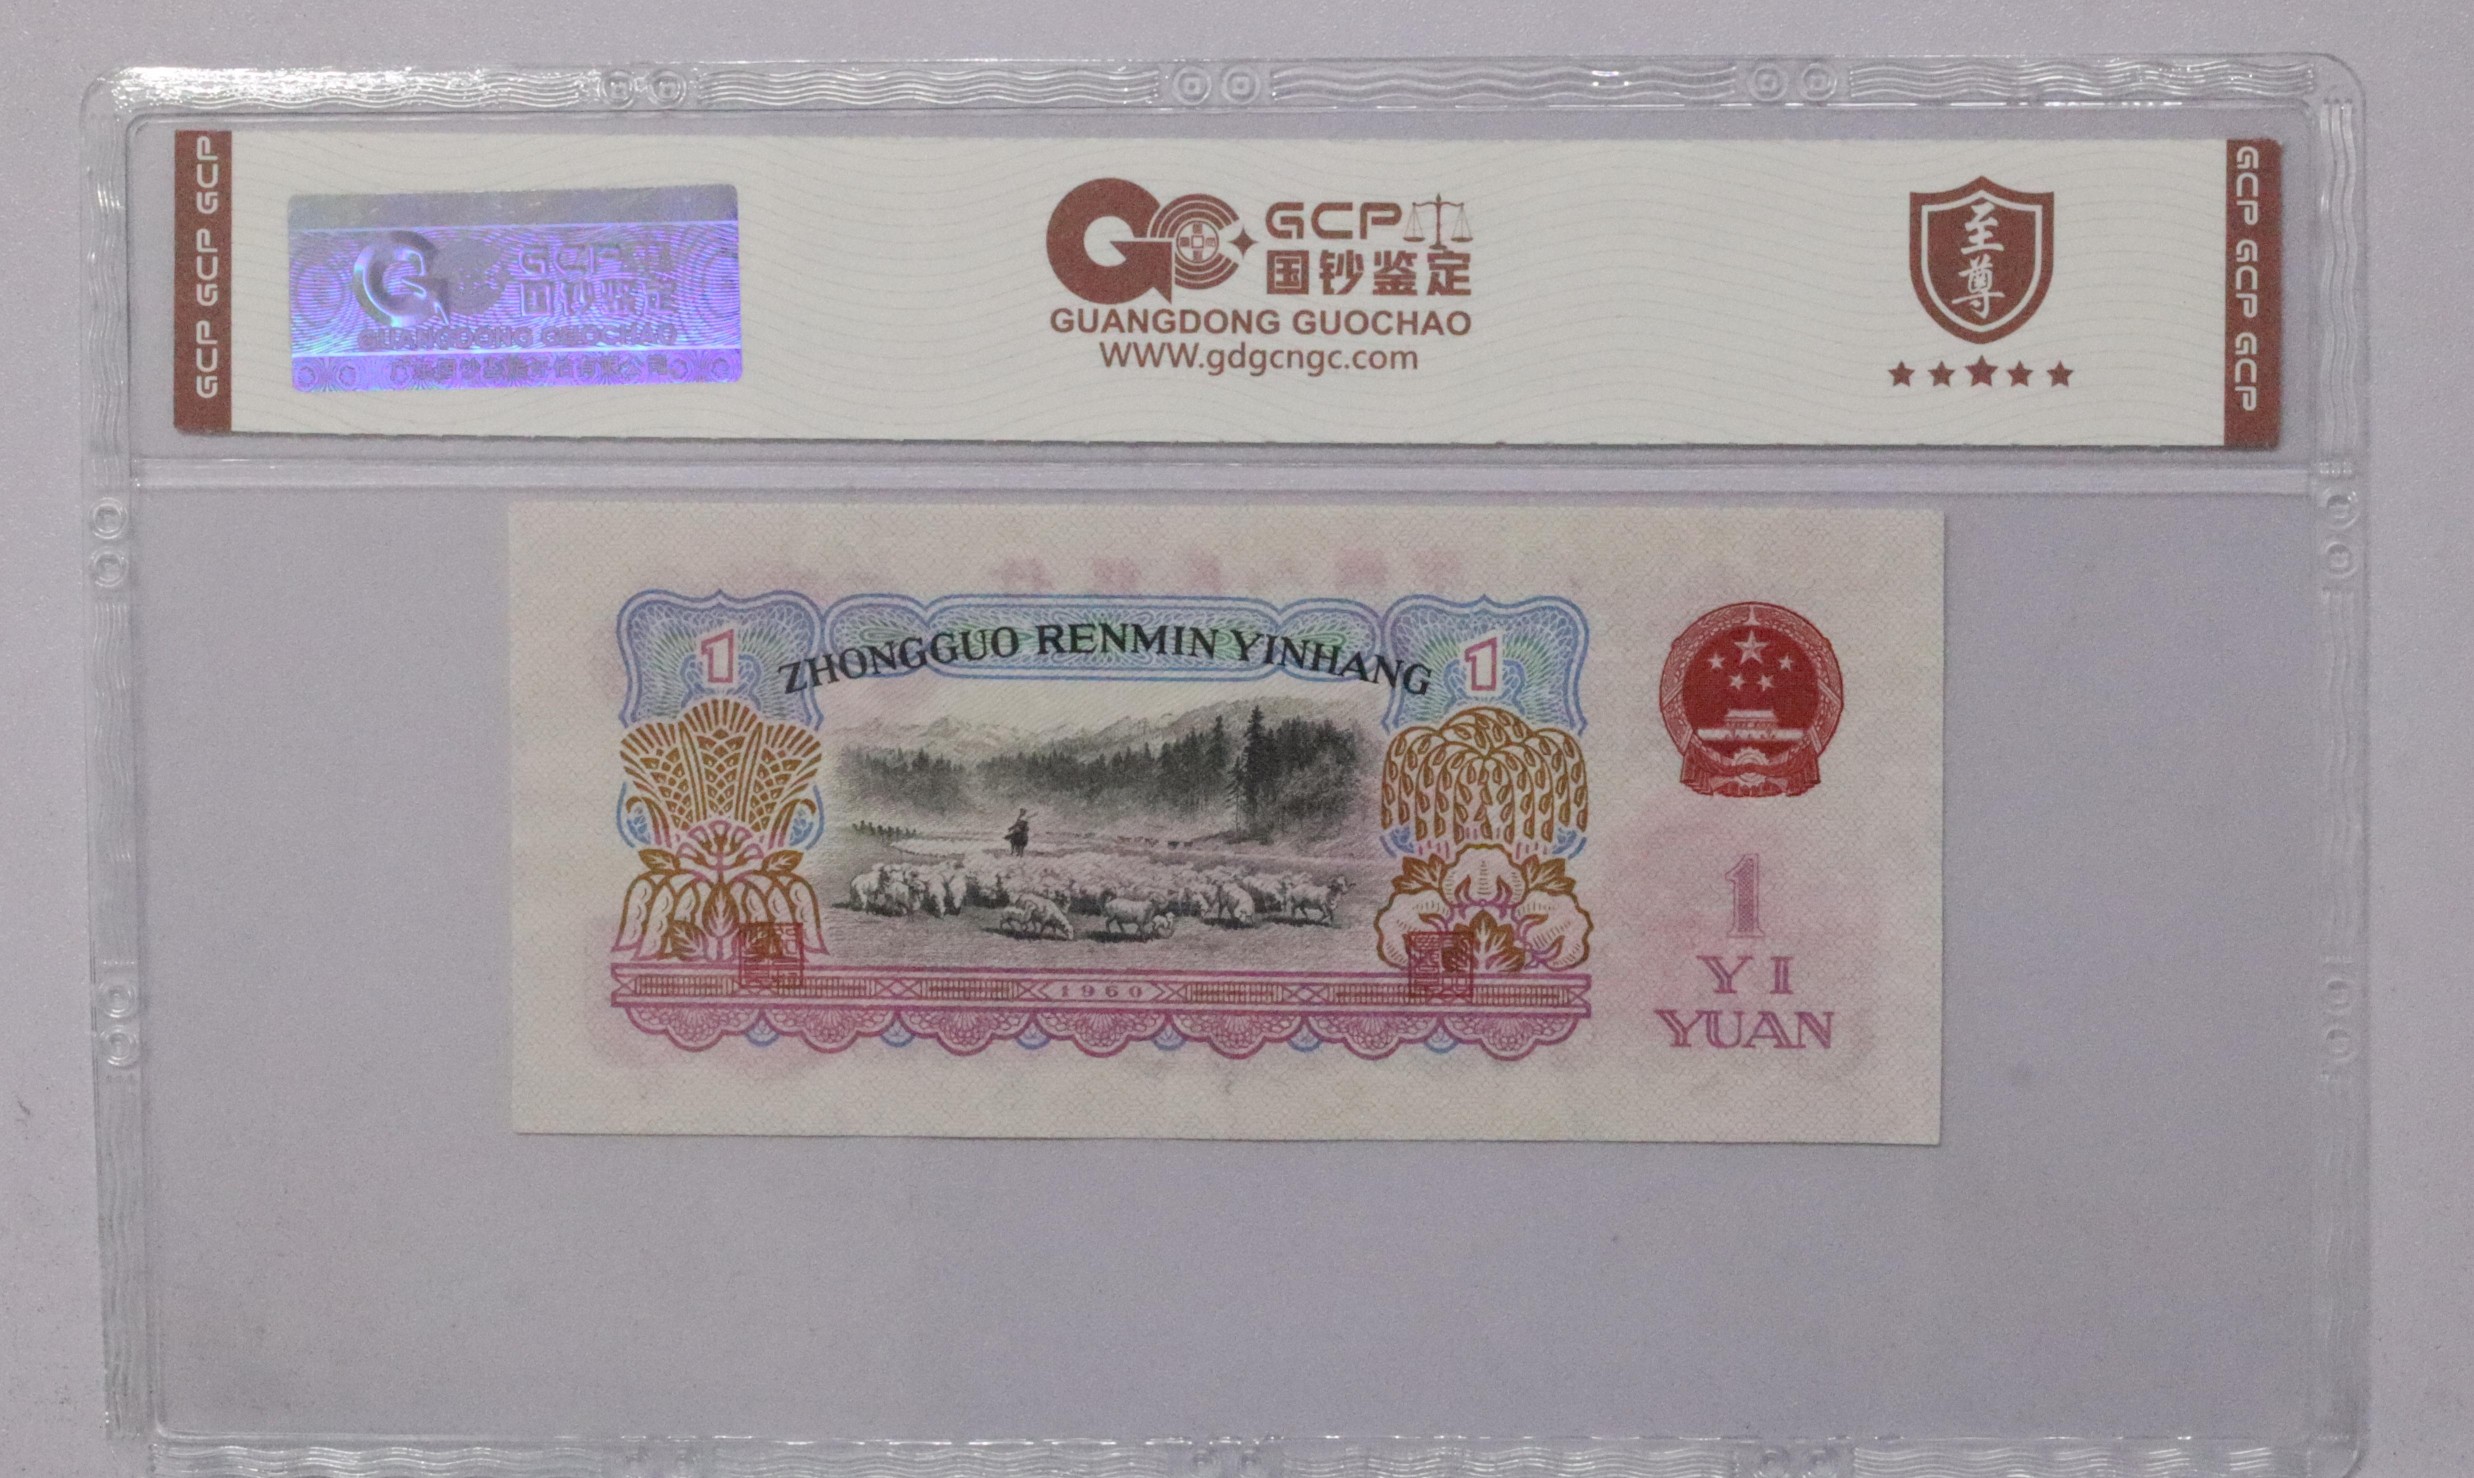 GCP GCP GCP
GCP
国钞鉴定
GUANGDONG GUOCHAO
GCP
国钞鉴定
GUANGDONG GUOCHAO
WWW.gdgcngc.com
至尊
GCP GCP GCP
1
ZHONGGUO RENMIN YINHANG
1
1960
1
YI
YUAN